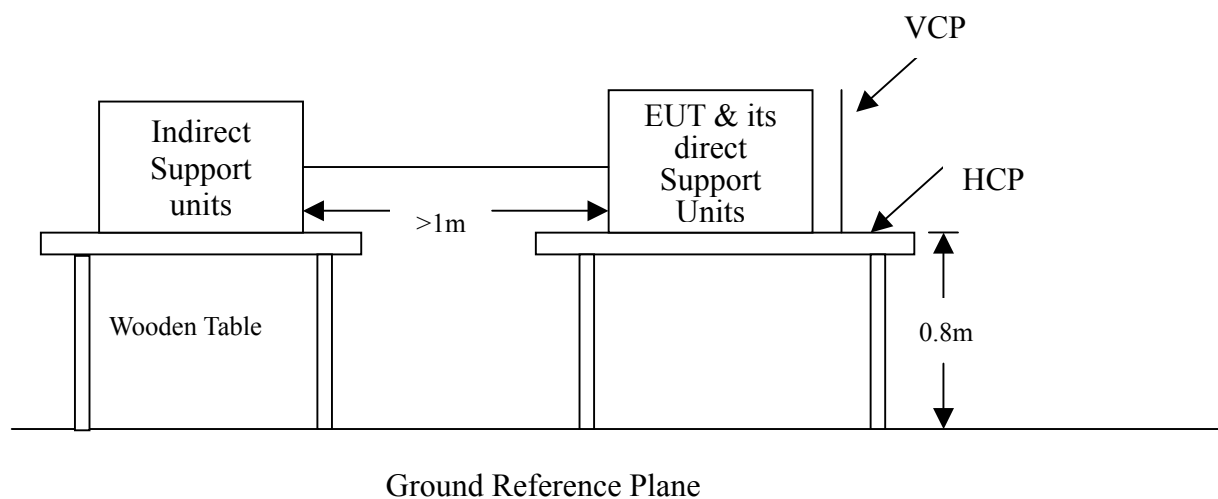 VCP
Indirect
Support
units
EUT & its
direct
Support
Units
HCP
>1m
Wooden Table
0.8m
Ground Reference Plane